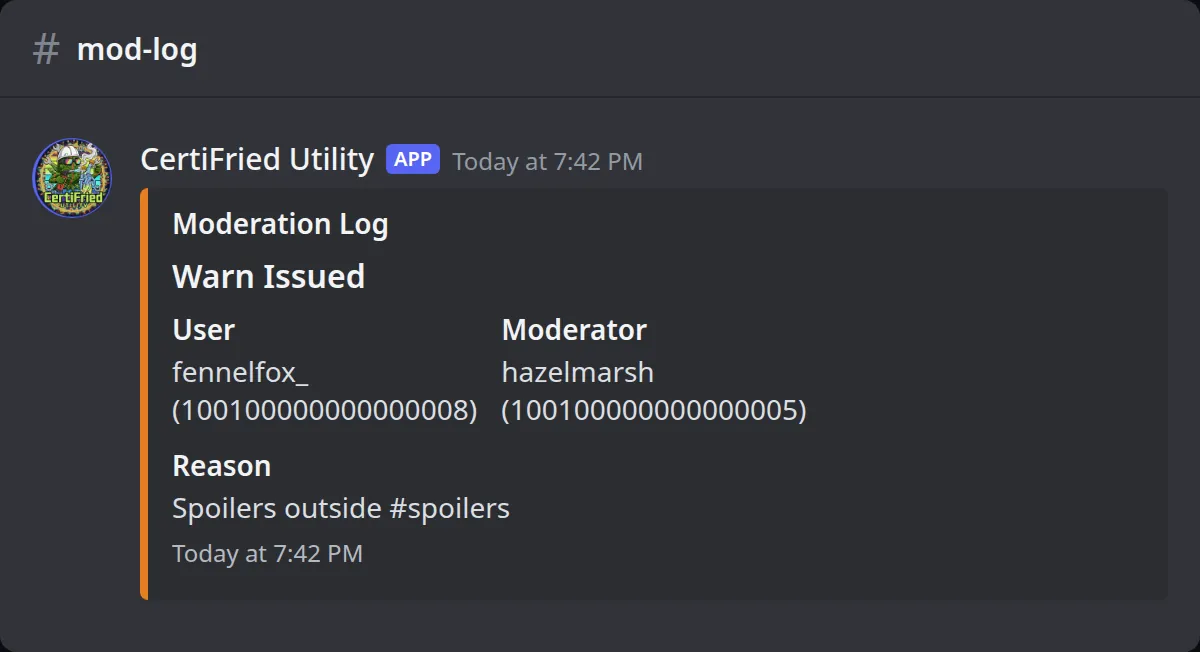 # mod-log
CertiFried
CertiFried Utility APP Today at 7:42 PM
Moderation Log
Warn Issued
User Moderator
fennelfox_ hazelmarsh
(100100000000000008) (100100000000000005)
Reason
Spoilers outside #spoilers
Today at 7:42 PM